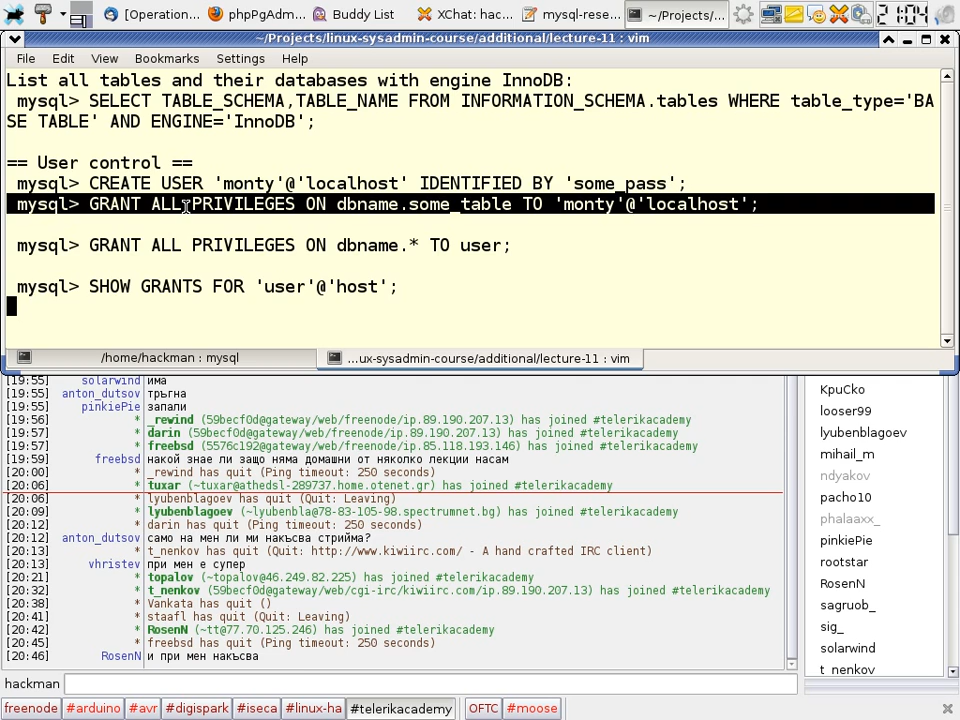 [Operation...
phpPgAdm...
Buddy List
XChat: hac...
mysql-rese...
~/Projects/...
2:04
~/Projects/linux-sysadmin-course/additional/lecture-11 : vim
File Edit View Bookmarks Settings Help
List all tables and their databases with engine InnoDB:
mysql> SELECT TABLE_SCHEMA,TABLE_NAME FROM INFORMATION_SCHEMA.tables WHERE table_type='BA
SE TABLE' AND ENGINE='InnoDB';
== User control ==
mysql> CREATE USER 'monty'@'localhost' IDENTIFIED BY 'some_pass';
mysql> GRANT ALL PRIVILEGES ON dbname.some_table TO 'monty'@'localhost';
mysql> GRANT ALL PRIVILEGES ON dbname.* TO user;
mysql> SHOW GRANTS FOR 'user'@'host';
/home/hackman : mysql
...ux-sysadmin-course/additional/lecture-11 : vim
[19:55] solarwind има
[19:55] anton_dutsov тръгна
[19:55] pinkiePie запали
[19:56] * _rewind (59becf0d@gateway/web/freenode/ip.89.190.207.13) has joined #telerikacademy
[19:57] * darin (59becf0d@gateway/web/freenode/ip.89.190.207.13) has joined #telerikacademy
[19:57] * freebsd (5576c192@gateway/web/freenode/ip.85.118.193.146) has joined #telerikacademy
[19:59] freebsd накой знае ли защо няма домашни от няколко лекции насам
[20:00] * _rewind has quit (Ping timeout: 250 seconds)
[20:06] * tuxar (~tuxar@athedsl-289737.home.otenet.gr) has joined #telerikacademy
[20:06] * lyubenblagoev has quit (Quit: Leaving)
[20:09] * lyubenblagoev (~lyubenbla@78-83-105-98.spectrumnet.bg) has joined #telerikacademy
[20:12] * darin has quit (Ping timeout: 250 seconds)
[20:12] anton_dutsov само на мен ли ми накъсва стрийма?
[20:13] * t_nenkov has quit (Quit: http://www.kiwiirc.com/ - A hand crafted IRC client)
[20:13] vhristev при мен е супер
[20:21] * topalov (~topalov@46.249.82.225) has joined #telerikacademy
[20:32] * t_nenkov (59becf0d@gateway/web/cgi-irc/kiwiirc.com/ip.89.190.207.13) has joined #telerikacademy
[20:38] * Vankata has quit ()
[20:41] * staafl has quit (Quit: Leaving)
[20:42] * RosenN (~tt@77.70.125.246) has joined #telerikacademy
[20:45] * freebsd has quit (Ping timeout: 250 seconds)
[20:46] RosenN и при мен накъсва
KpuCko
looser99
lyubenblagoev
mihail_m
ndyakov
pacho10
phalaaxx_
pinkiePie
rootstar
RosenN
sagruob_
sig_
solarwind
t_nenkov
hackman
freenode #arduino #avr #digispark #iseca #linux-ha #telerikacademy OFTC #moose